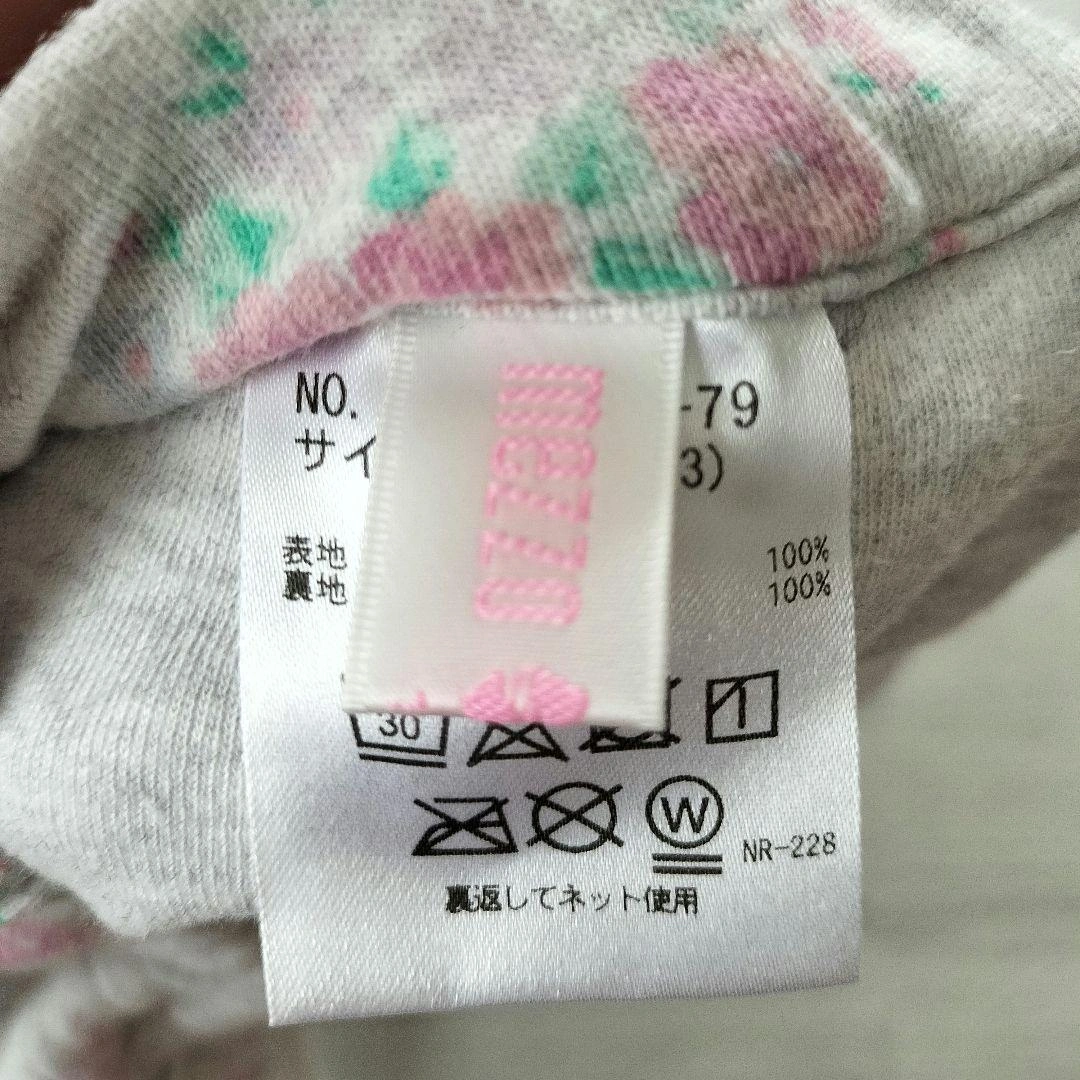 NO.
-79
サイ
3)
mezzo
表地
100%
裏地
100%
30
W
NR-228
裏返してネット使用